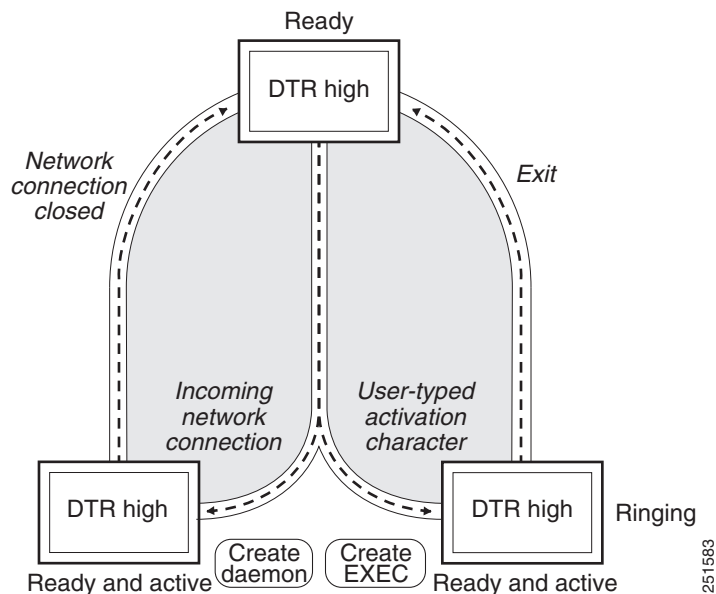 Ready
DTR high
Network
connection
closed
Exit
Incoming
network
connection
User-typed
activation
character
DTR high
DTR high
Ringing
Create
daemon
Create
EXEC
Ready and active
Ready and active
251583